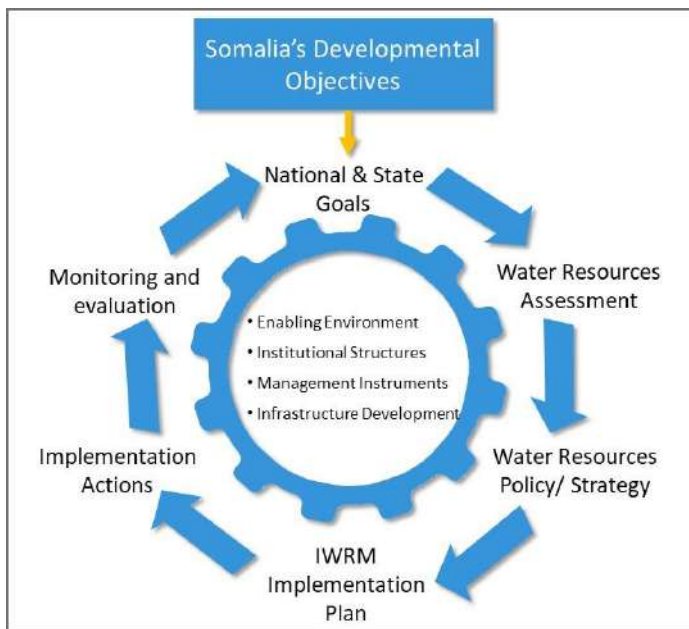 Somalia's Developmental
Objectives
National & State
Goals
Water Resources
Assessment
Water Resources
Policy/ Strategy
IWRM
Implementation
Plan
Implementation
Actions
Monitoring and
evaluation
• Enabling Environment
• Institutional Structures
• Management Instruments
• Infrastructure Development